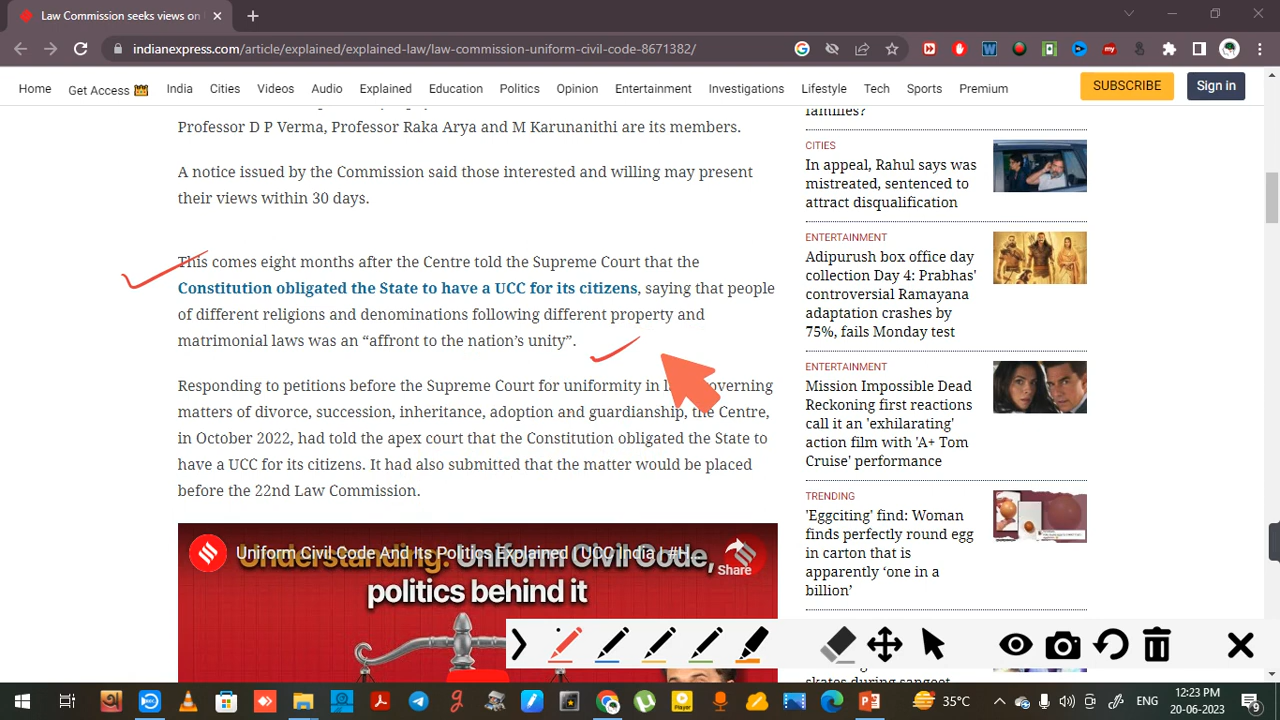 Law Commission seeks views on
indianexpress.com/article/explained/explained-law/law-commission-uniform-civil-code-8671382/
Home Get Access India Cities Videos Audio Explained Education Politics Opinion Entertainment Investigations Lifestyle Tech Sports Premium SUBSCRIBE Sign in
Professor D P Verma, Professor Raka Arya and M Karunanithi are its members.
A notice issued by the Commission said those interested and willing may present
their views within 30 days.
This comes eight months after the Centre told the Supreme Court that the
Constitution obligated the State to have a UCC for its citizens, saying that people
of different religions and denominations following different property and
matrimonial laws was an “affront to the nation’s unity”.
Responding to petitions before the Supreme Court for uniformity in governing
matters of divorce, succession, inheritance, adoption and guardianship, the Centre,
in October 2022, had told the apex court that the Constitution obligated the State to
have a UCC for its citizens. It had also submitted that the matter would be placed
before the 22nd Law Commission.
Uniform Civil Code And Its Politics Explained | UCC India | #H
Share
Understanding: Uniform Civil Code,
politics behind it
families?
CITIES
In appeal, Rahul says was
mistreated, sentenced to
attract disqualification
ENTERTAINMENT
Adipurush box office day
collection Day 4: Prabhas'
controversial Ramayana
adaptation crashes by
75%, fails Monday test
ENTERTAINMENT
Mission Impossible Dead
Reckoning first reactions
call it an 'exhilarating'
action film with 'A+ Tom
Cruise' performance
TRENDING
'Eggciting' find: Woman
finds perfectly round egg
in carton that is
apparently ‘one in a
billion’
skates during sangeet
35°C
ENG
12:23 PM
20-06-2023